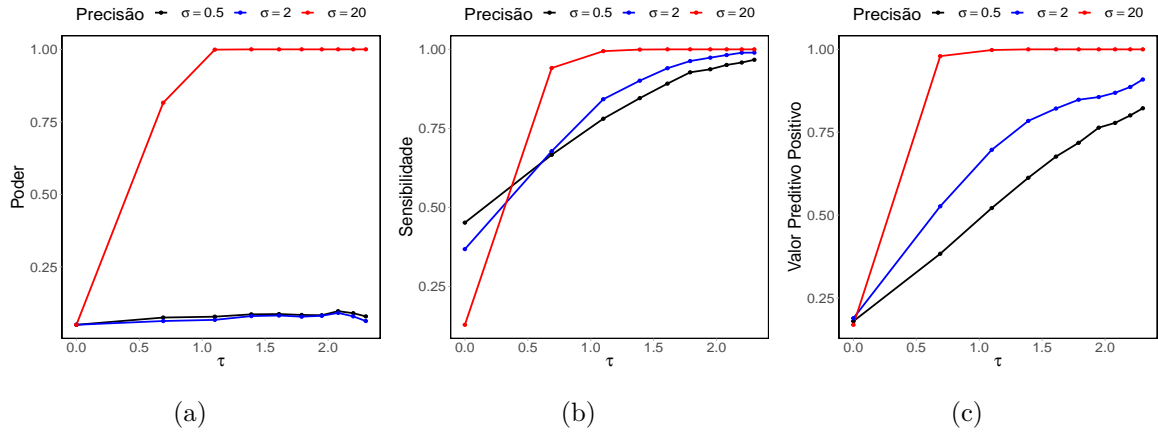 Precisão σ = 0.5 σ = 2 σ = 20
1.00
0.75
0.50
0.25
Poder
0.0 0.5 1.0 1.5 2.0
τ
(a)
Precisão σ = 0.5 σ = 2 σ = 20
1.00
0.75
0.50
0.25
Sensibilidade
0.0 0.5 1.0 1.5 2.0
τ
(b)
Precisão σ = 0.5 σ = 2 σ = 20
1.00
0.75
0.50
0.25
Valor Preditivo Positivo
0.0 0.5 1.0 1.5 2.0
τ
(c)